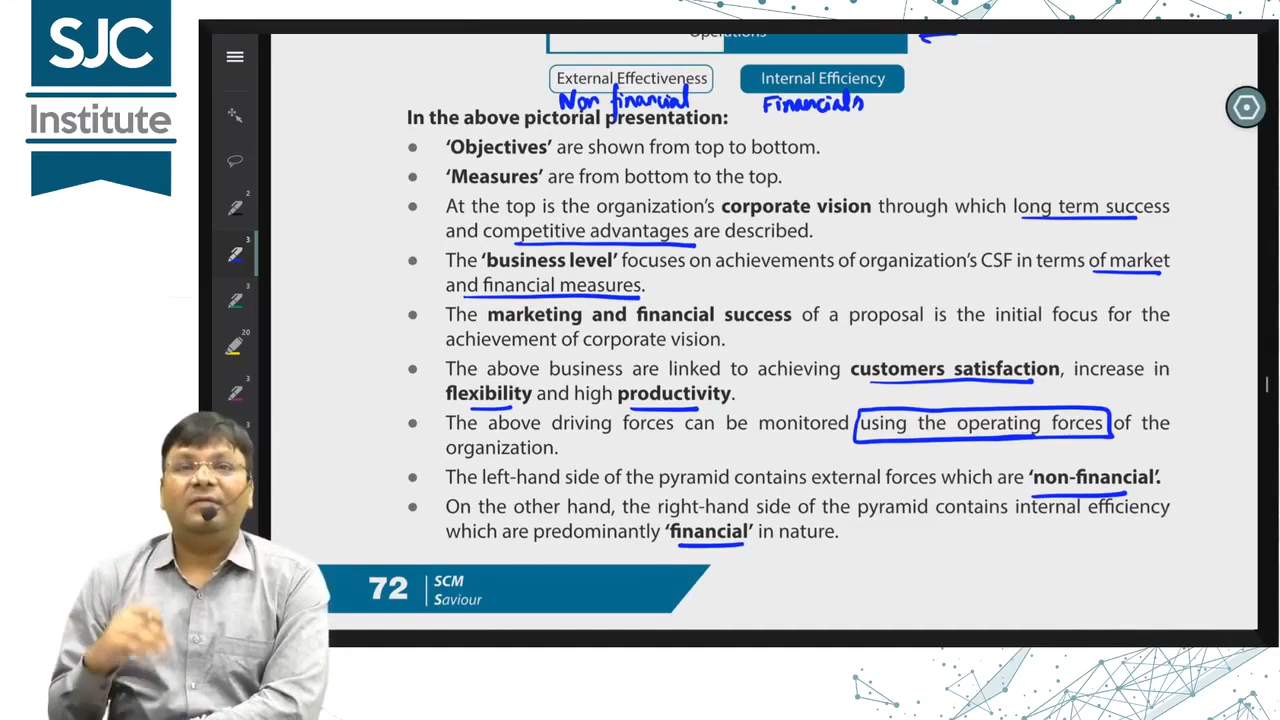 SJC
Institute
Operations
External Effectiveness
Internal Efficiency
Non financial
Financials
In the above pictorial presentation:
• ‘Objectives’ are shown from top to bottom.
• ‘Measures’ are from bottom to the top.
• At the top is the organization’s corporate vision through which long term success
and competitive advantages are described.
• The ‘business level’ focuses on achievements of organization’s CSF in terms of market
and financial measures.
• The marketing and financial success of a proposal is the initial focus for the
achievement of corporate vision.
• The above business are linked to achieving customers satisfaction, increase in
flexibility and high productivity.
• The above driving forces can be monitored using the operating forces of the
organization.
• The left-hand side of the pyramid contains external forces which are ‘non-financial’.
• On the other hand, the right-hand side of the pyramid contains internal efficiency
which are predominantly ‘financial’ in nature.
72
SCM
Saviour
2
3
3
20
3
3